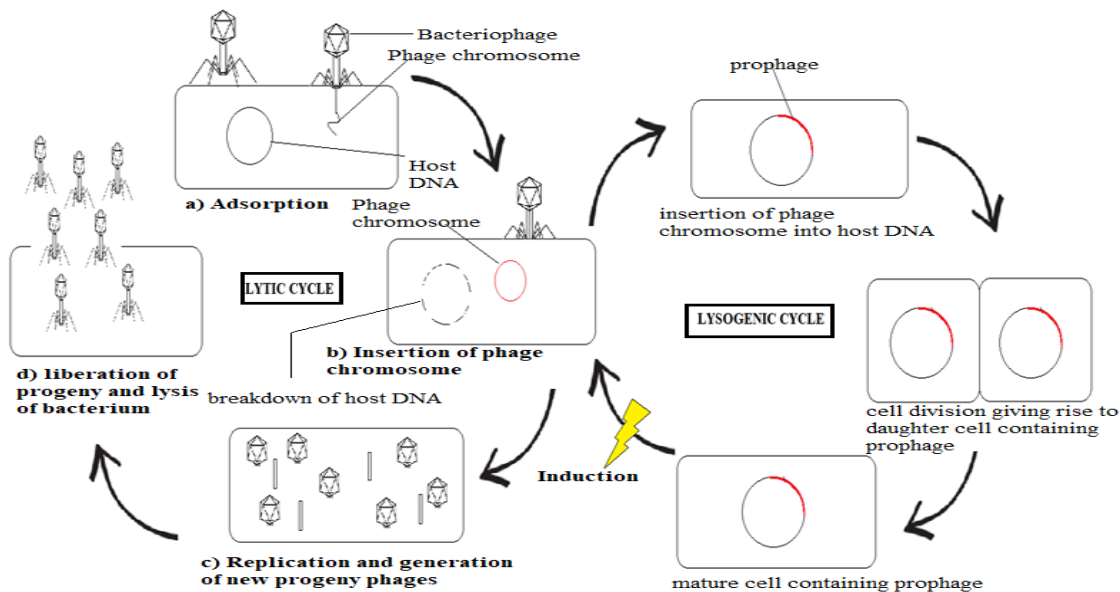 Bacteriophage
Phage chromosome
Host
DNA
a) Adsorption
Phage
chromosome
LYTIC CYCLE
b) Insertion of phage
chromosome
breakdown of host DNA
c) Replication and generation
of new progeny phages
d) liberation of
progeny and lysis
of bacterium
prophage
insertion of phage
chromosome into host DNA
LYSOGENIC CYCLE
cell division giving rise to
daughter cell containing
prophage
mature cell containing prophage
Induction